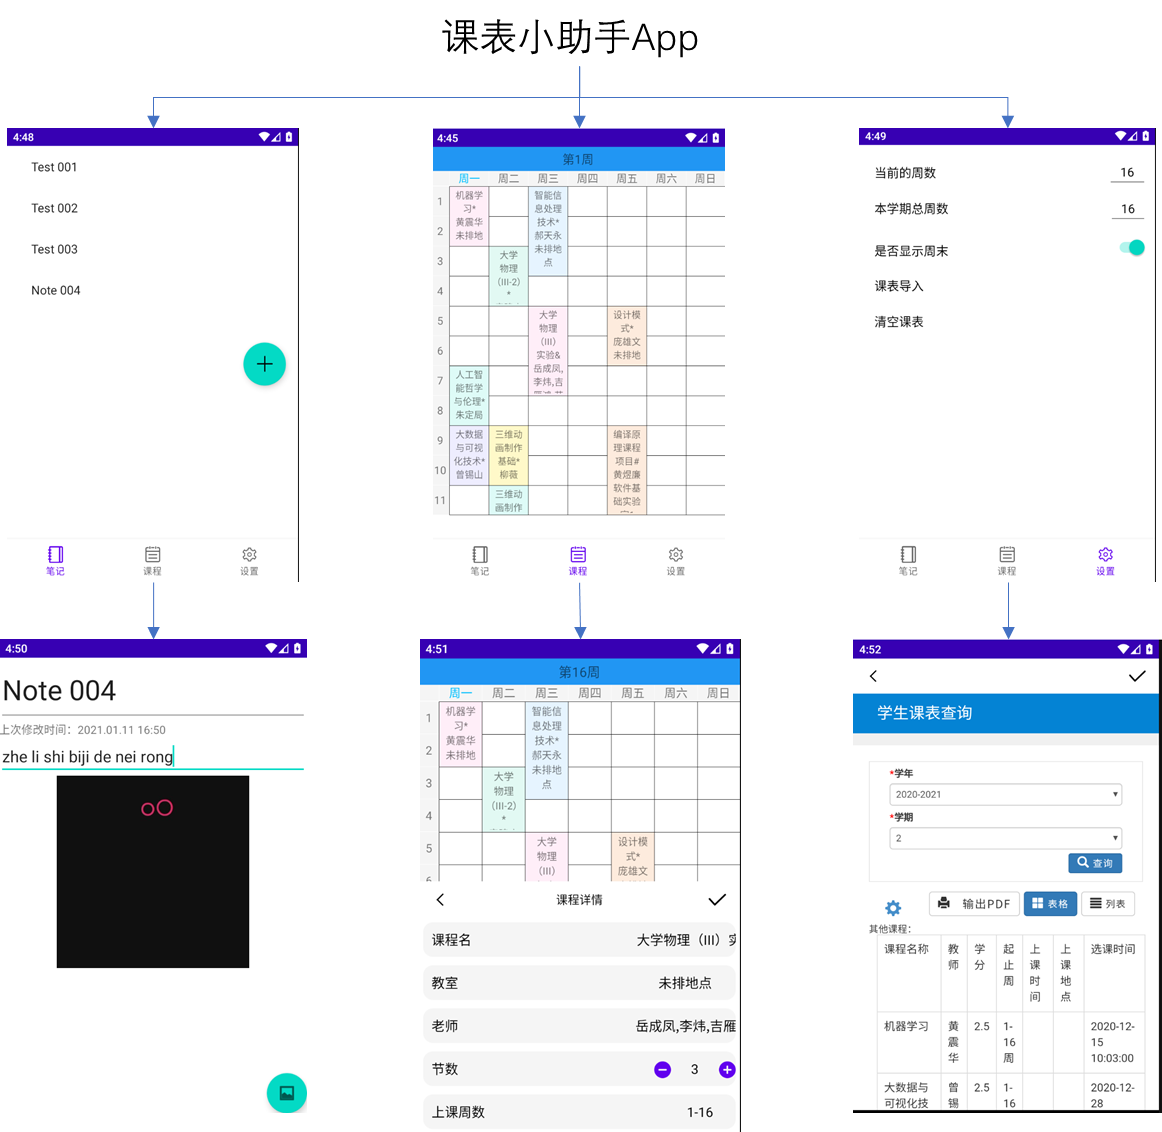 课表小助手App
4:48
Test 001
Test 002
Test 003
Note 004
笔记
课程
设置
4:45
第1周
周一 周二 周三 周四 周五 周六 周日
1
2
3
4
5
6
7
8
9
10
11
机器学
习*
黄震华
未排地
人工智
能哲学
与伦理*
朱定局
大数据
与可视
化技术*
曾锡山
大学
物理
（III-2）
*
三维动
画制作
基础*
柳薇
三维动
画制作
智能信
息处理
技术*
郝天永
未排地
点
大学
物理
（III）
实验&
岳成凤,
李炜,吉
设计模
式*
庞雄文
未排地
编译原
理课程
项目#
黄煜廉
软件基
础实验
笔记
课程
设置
4:49
当前的周数 16
本学期总周数 16
是否显示周末
课表导入
清空课表
笔记
课程
设置
4:50
Note 004
上次修改时间：2021.01.11 16:50
zhe li shi biji de nei rong
4:51
第16周
周一 周二 周三 周四 周五 周六 周日
1
2
3
4
5
机器学
习*
黄震华
未排地
大学
物理
（III-2）
*
智能信
息处理
技术*
郝天永
未排地
点
大学
物理
（III）
设计模
式*
庞雄文
课程详情
课程名 大学物理（III）实
教室 未排地点
老师 岳成凤,李炜,吉雁
节数 3
上课周数 1-16
4:52
学生课表查询
*学年
2020-2021
*学期
2
查询
输出PDF 表格 列表
其他课程：
课程名称
教
师
学
分
起
止
周
上
课
时
间
上
课
地
点
选课时间
机器学习
黄
震
华
2.5
1-
16
周
2020-12-
15
10:03:00
大数据与
可视化技
曾
锡
2.5
1-
16
2020-12-
28